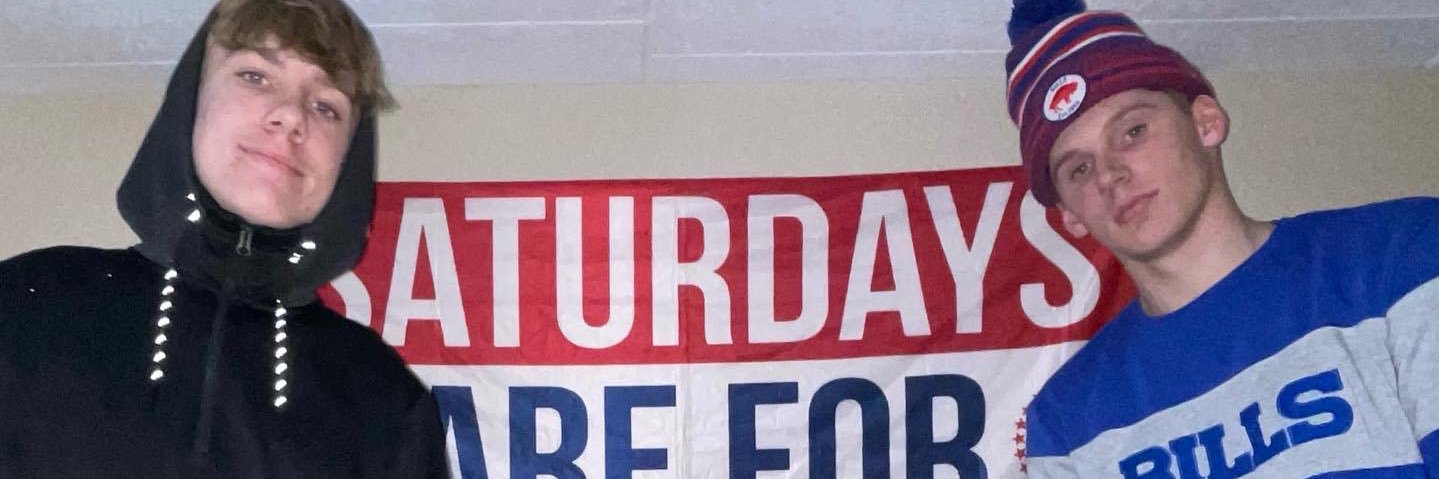 SATURDAYS
ARE FOR
BILLS